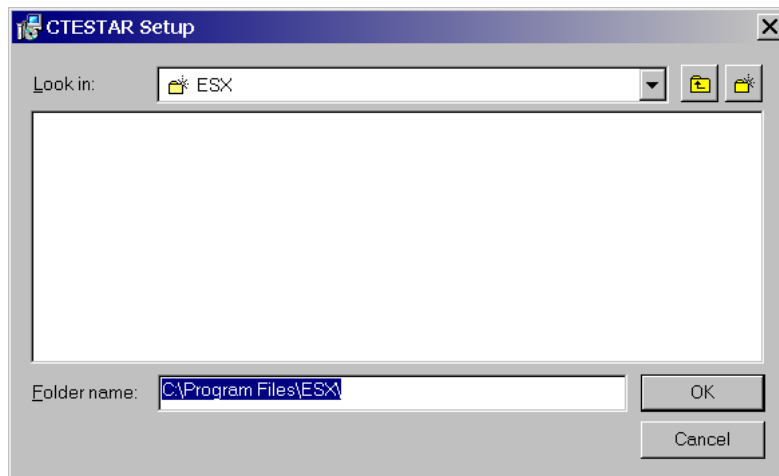 CTESTAR Setup
Look in:
ESX
Folder name:
C:\Program Files\ESX\
OK
Cancel